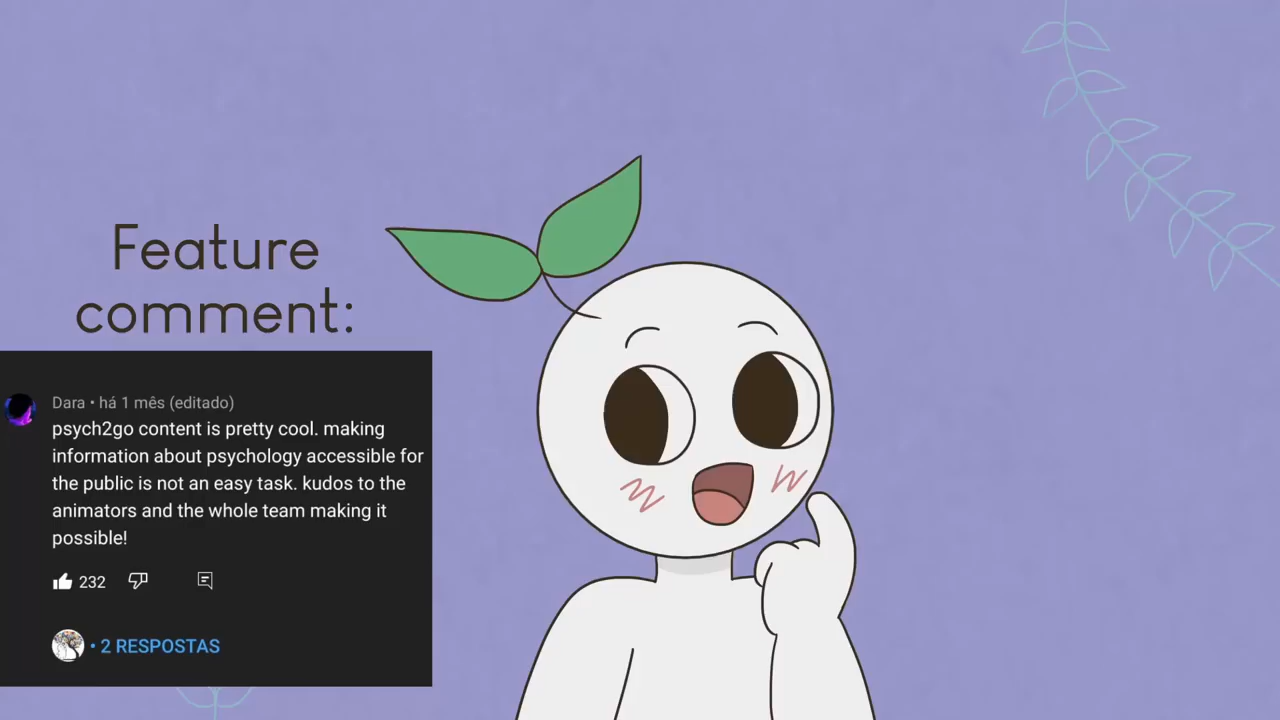 Feature
comment:
Dara • há 1 mês (editado)
psych2go content is pretty cool. making
information about psychology accessible for
the public is not an easy task. kudos to the
animators and the whole team making it
possible!
232
• 2 RESPOSTAS